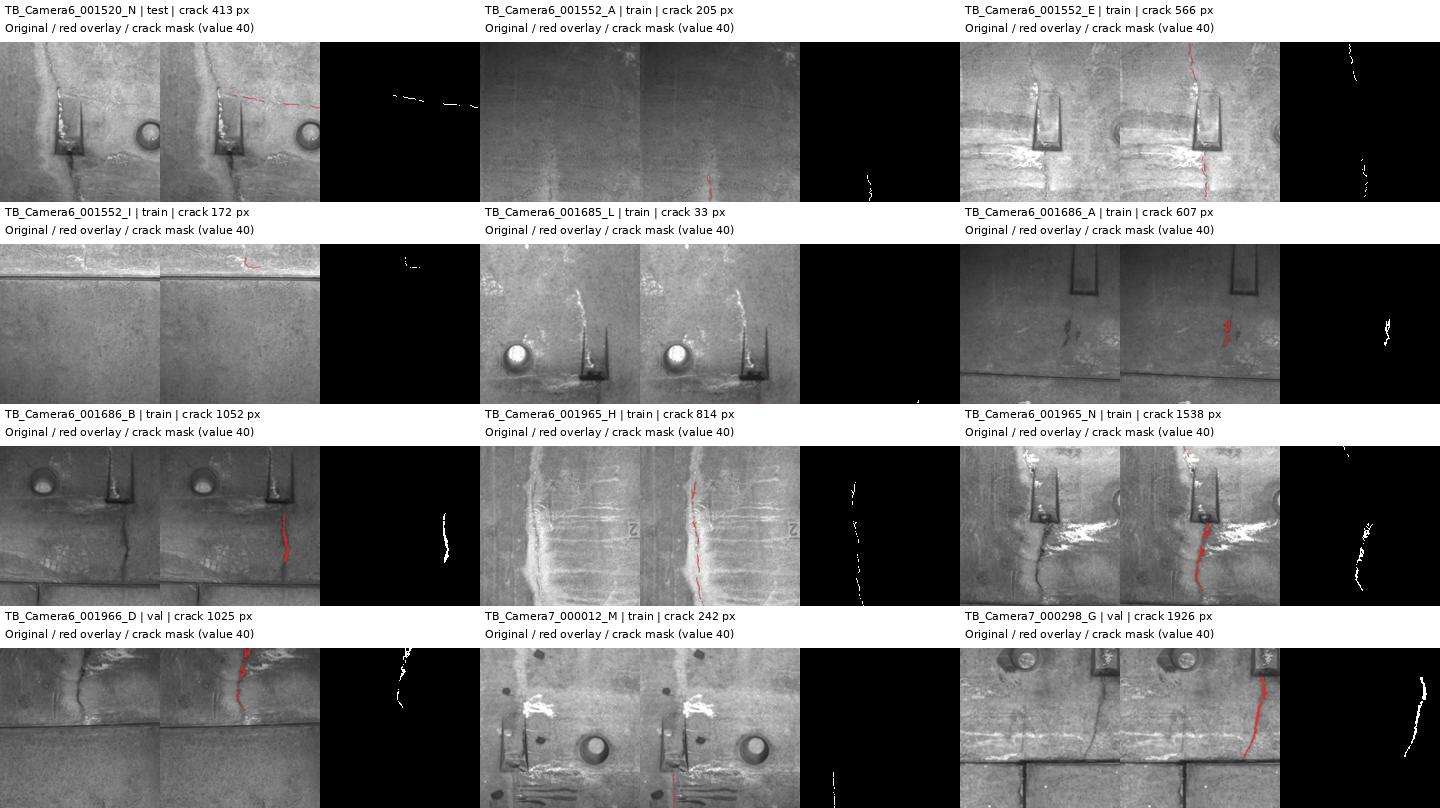 TB_Camera6_001520_N | test | crack 413 px
Original / red overlay / crack mask (value 40)
TB_Camera6_001552_A | train | crack 205 px
Original / red overlay / crack mask (value 40)
TB_Camera6_001552_E | train | crack 566 px
Original / red overlay / crack mask (value 40)
TB_Camera6_001552_I | train | crack 172 px
Original / red overlay / crack mask (value 40)
TB_Camera6_001685_L | train | crack 33 px
Original / red overlay / crack mask (value 40)
TB_Camera6_001686_A | train | crack 607 px
Original / red overlay / crack mask (value 40)
TB_Camera6_001686_B | train | crack 1052 px
Original / red overlay / crack mask (value 40)
TB_Camera6_001965_H | train | crack 814 px
Original / red overlay / crack mask (value 40)
TB_Camera6_001965_N | train | crack 1538 px
Original / red overlay / crack mask (value 40)
TB_Camera6_001966_D | val | crack 1025 px
Original / red overlay / crack mask (value 40)
TB_Camera7_000012_M | train | crack 242 px
Original / red overlay / crack mask (value 40)
TB_Camera7_000298_G | val | crack 1926 px
Original / red overlay / crack mask (value 40)